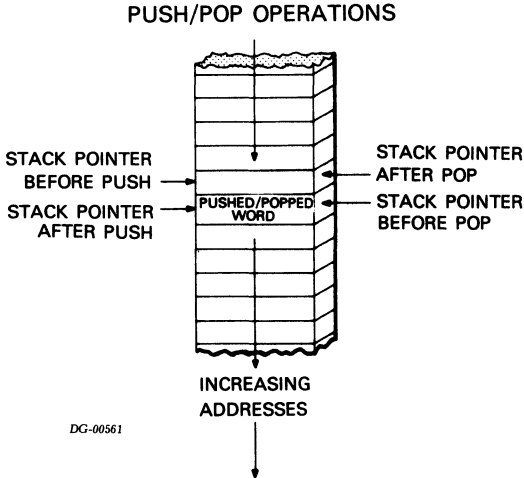 PUSH/POP OPERATIONS
STACK POINTER
BEFORE PUSH
STACK POINTER
AFTER PUSH
PUSHED/POPPED
WORD
STACK POINTER
AFTER POP
STACK POINTER
BEFORE POP
INCREASING
ADDRESSES
DG-00561